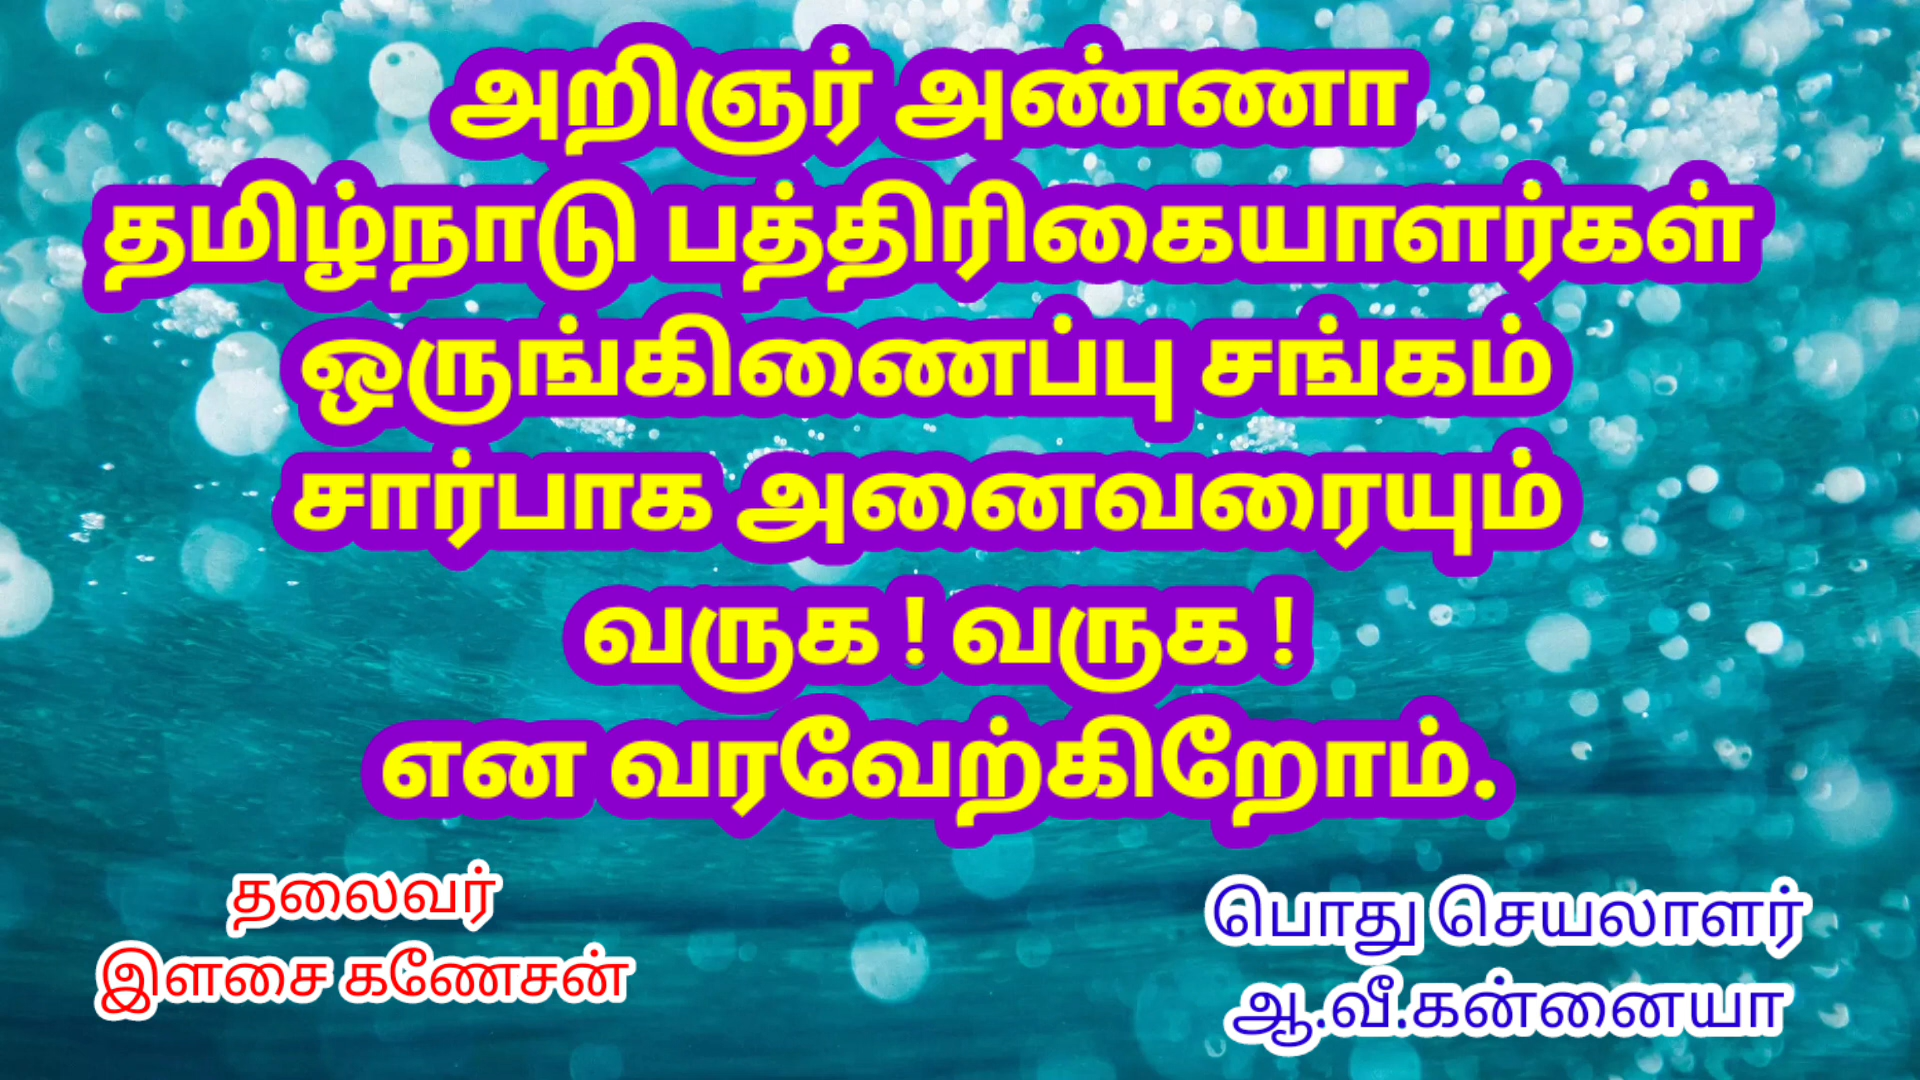 அறிஞர் அண்ணா
தமிழ்நாடு பத்திரிகையாளர்கள்
ஒருங்கிணைப்பு சங்கம்
சார்பாக அனைவரையும்
வருக ! வருக !
என வரவேற்கிறோம்.
தலைவர்
இளசை கணேசன்
பொது செயலாளர்
ஆ.வீ.கன்னையா